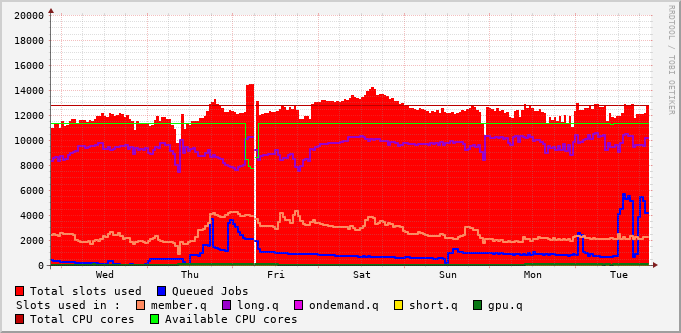 20000
18000
16000
14000
12000
10000
8000
6000
4000
2000
0
Wed Thu Fri Sat Sun Mon Tue
RRDTOOL / TOBI OETIKER
Total slots used Queued Jobs
Slots used in : member.q long.q ondemand.q short.q gpu.q
Total CPU cores Available CPU cores